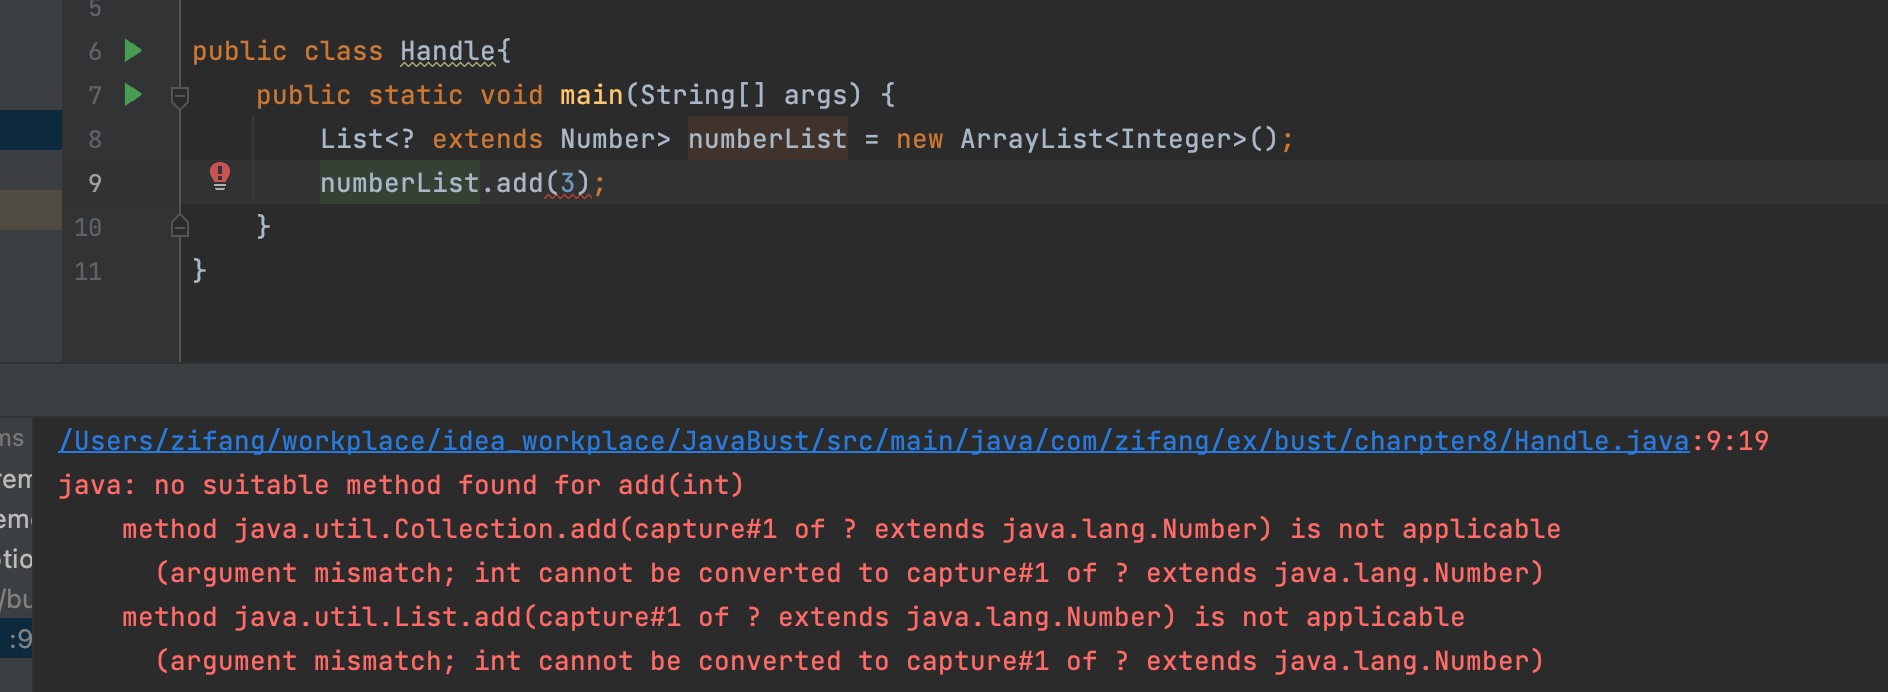 5
6 public class Handle{
7 public static void main(String[] args) {
8 List<? extends Number> numberList = new ArrayList<Integer>();
9 numberList.add(3);
10 }
11 }
ms /Users/zifang/workplace/idea_workplace/JavaBust/src/main/java/com/zifang/ex/bust/charpter8/Handle.java:9:19
rem java: no suitable method found for add(int)
method java.util.Collection.add(capture#1 of ? extends java.lang.Number) is not applicable
tio (argument mismatch; int cannot be converted to capture#1 of ? extends java.lang.Number)
/bu method java.util.List.add(capture#1 of ? extends java.lang.Number) is not applicable
:9 (argument mismatch; int cannot be converted to capture#1 of ? extends java.lang.Number)